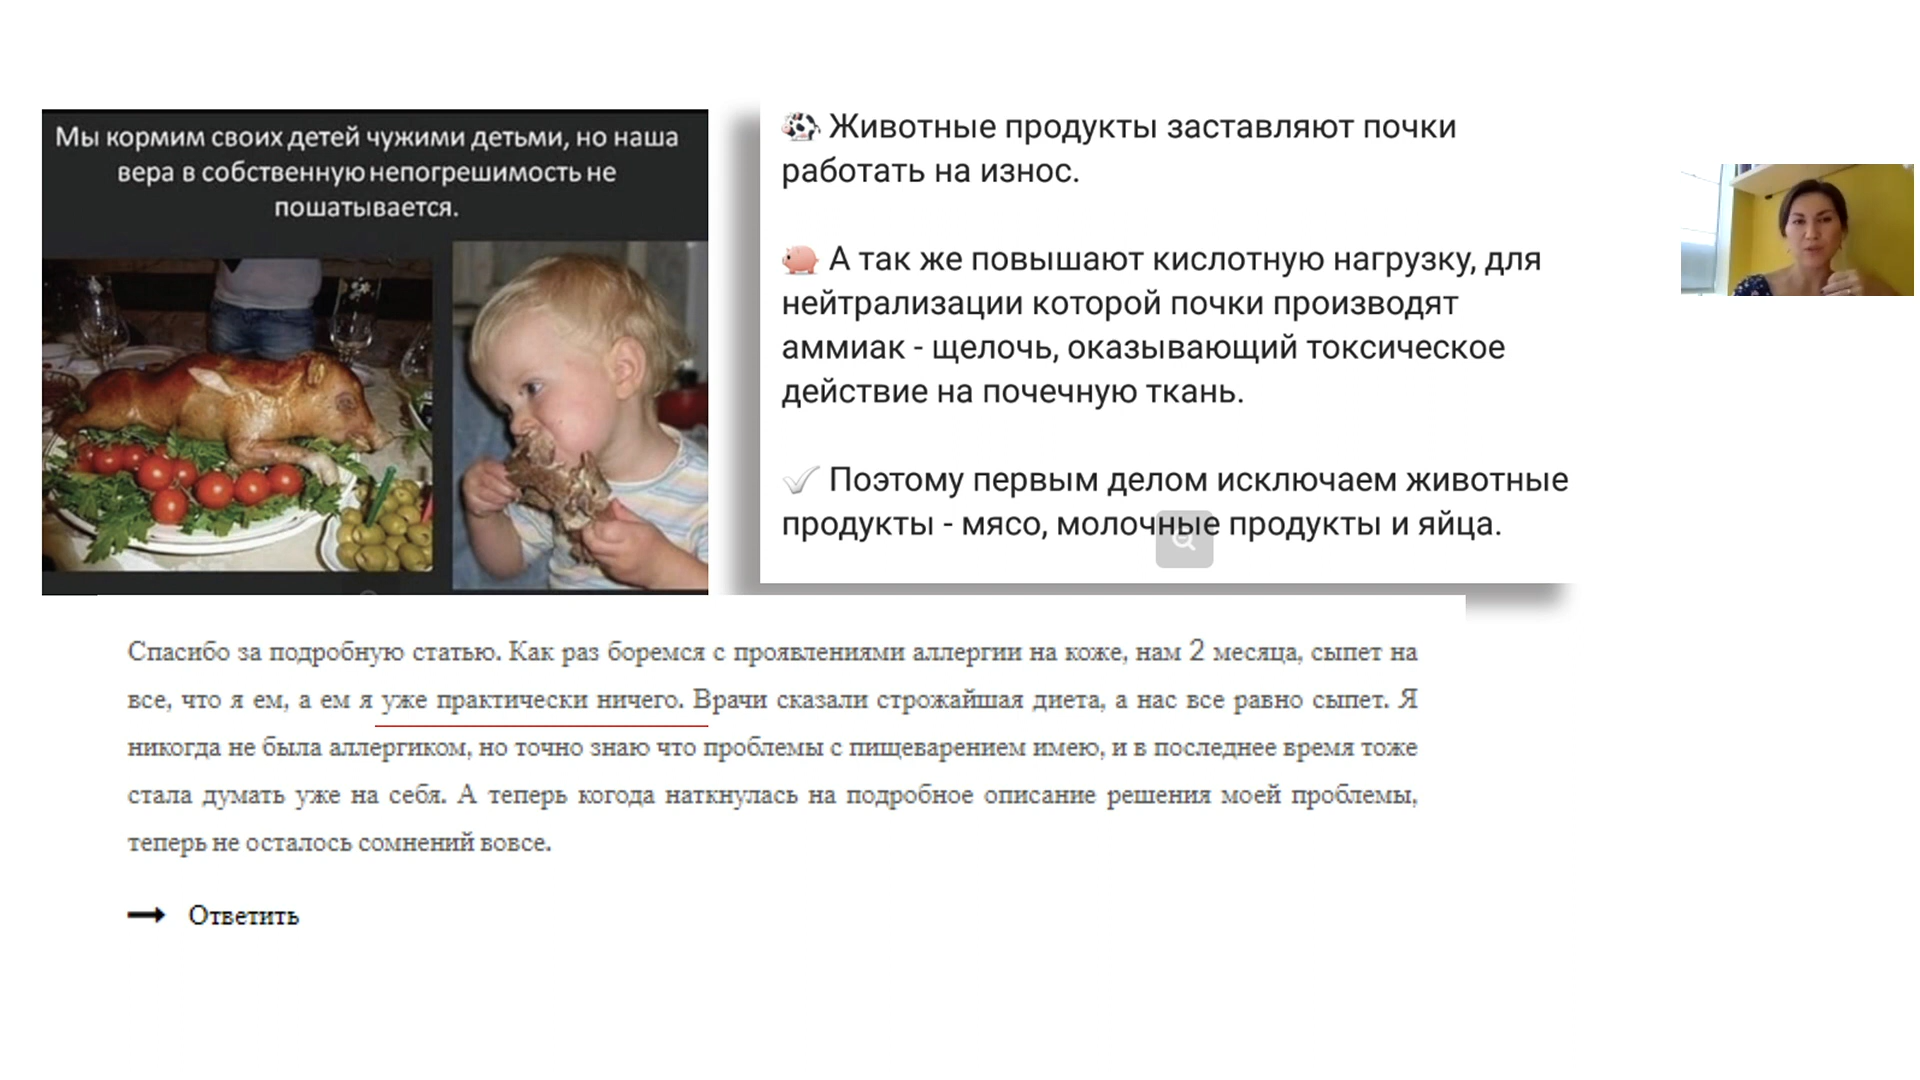 Мы кормим своих детей чужими детьми, но наша
вера в собственную непогрешимость не
пошатывается.
Животные продукты заставляют почки
работать на износ.
А так же повышают кислотную нагрузку, для
нейтрализации которой почки производят
аммиак - щелочь, оказывающий токсическое
действие на почечную ткань.
Поэтому первым делом исключаем животные
продукты - мясо, молочные продукты и яйца.
Спасибо за подробную статью. Как раз боремся с проявлениями аллергии на коже, нам 2 месяца, сыпет на
все, что я ем, а ем я уже практически ничего. Врачи сказали строжайшая диета, а нас все равно сыпет. Я
никогда не была аллергиком, но точно знаю что проблемы с пищеварением имею, и в последнее время тоже
стала думать уже на себя. А теперь когода наткнулась на подробное описание решения моей проблемы,
теперь не осталось сомнений вовсе.
Ответить